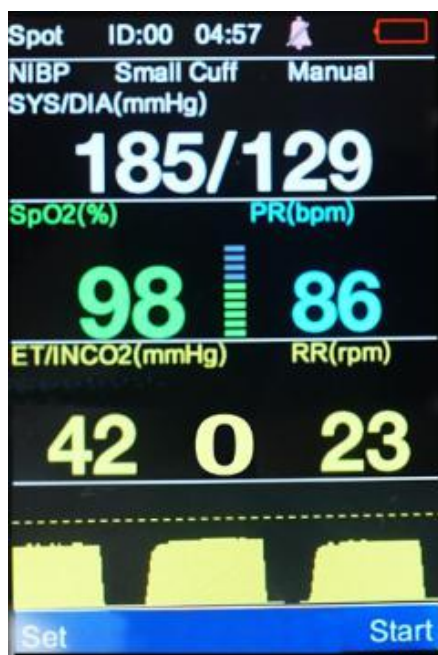 Spot ID:00 04:57
NIBP Small Cuff Manual
SYS/DIA(mmHg)
185/129
SpO2(%) PR(bpm)
98 86
ET/INCO2(mmHg) RR(rpm)
42 0 23
Set Start